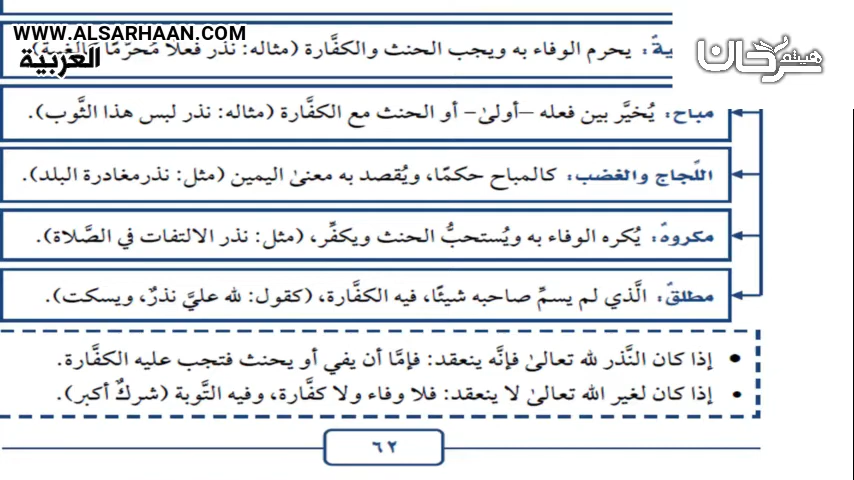 WWW.ALSARHAAN.COM
العربية
هيثم سرحان
يحرم الوفاء به ويجب الحنث والكفَّارة (مثاله: نذر فعلًا مُحرَّمًا كالغيبة).
مباح: يُخيَّر بين فعله –أولىٰ– أو الحنث مع الكفَّارة (مثاله: نذر لبس هذا الثَّوب).
اللَّجاج والغضب: كالمباح حكمًا، ويُقصد به معنىٰ اليمين (مثل: نذر مغادرة البلد).
مكروهٌ: يُكره الوفاء به ويُستحبُّ الحنث ويكفِّر، (مثل: نذر الالتفات في الصَّلاة).
مطلقٌ: الَّذي لم يسمِّ صاحبه شيئًا، فيه الكفَّارة، (كقول: لله عليَّ نذرٌ، ويسكت).
• إذا كان النَّذر لله تعالىٰ فإنَّه ينعقد: فإمَّا أن يفي أو يحنث فتجب عليه الكفَّارة.
• إذا كان لغير الله تعالىٰ لا ينعقد: فلا وفاء ولا كفَّارة، وفيه التَّوبة (شركٌ أكبر).
٦٢